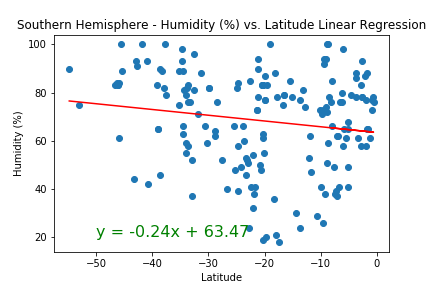 Southern Hemisphere - Humidity (%) vs. Latitude Linear Regression
100
80
60
40
20
Humidity (%)
y = -0.24x + 63.47
−50 −40 −30 −20 −10 0
Latitude